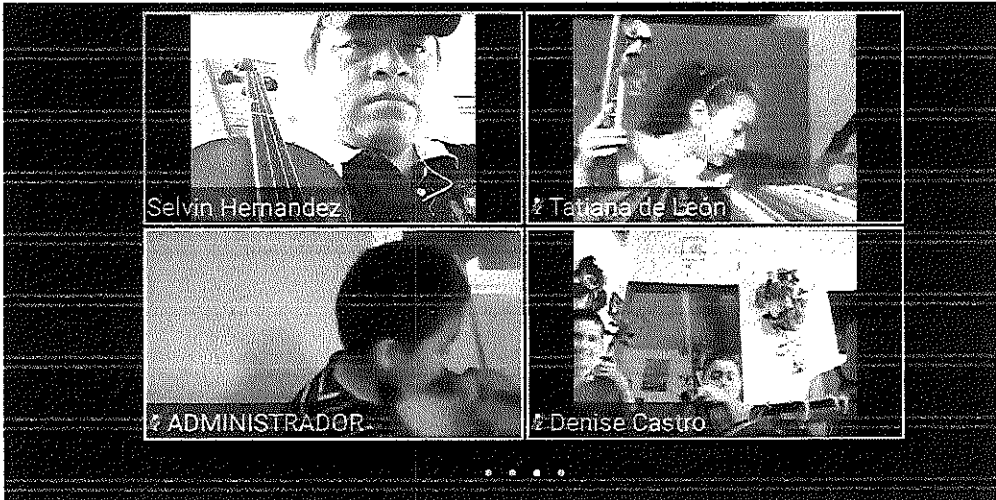 Selvin Hernandez
Tatiana de León
ADMINISTRADOR
Denise Castro